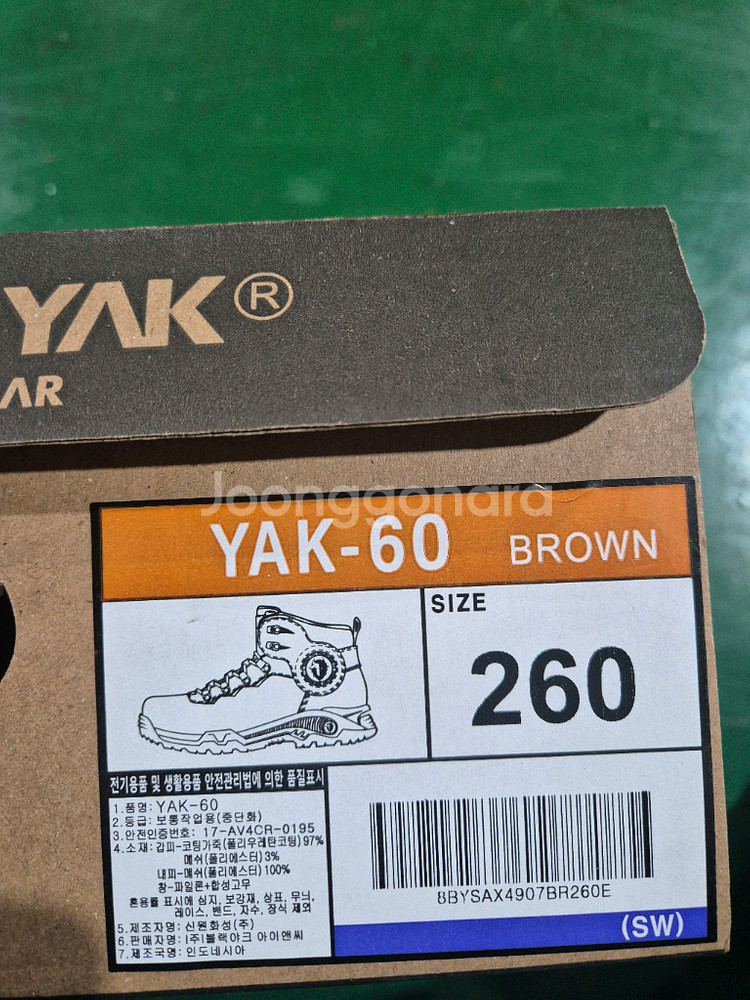 YAK®
AR
Joonggonara
YAK-60 BROWN
SIZE
260
전기용품 및 생활용품 안전관리법에 의한 품질표시
1.품명: YAK-60
2.등급: 보통작업용(중단화)
3.안전인증번호: 17-AV4CR-0195
4.소재: 갑피-코팅가죽(폴리우레탄코팅) 97%
메쉬(폴리에스터) 3%
내피-메쉬(폴리에스터) 100%
창-파일론+합성고무
혼용률 표시에 심지, 보강재, 상표, 무늬,
레이스, 밴드, 자수, 장식 제외
5.제조자명: 신원화성(주)
6.판매자명: (주)블랙야크 아이앤씨
7.제조국명: 인도네시아
8BYSAX4907BR260E
(SW)